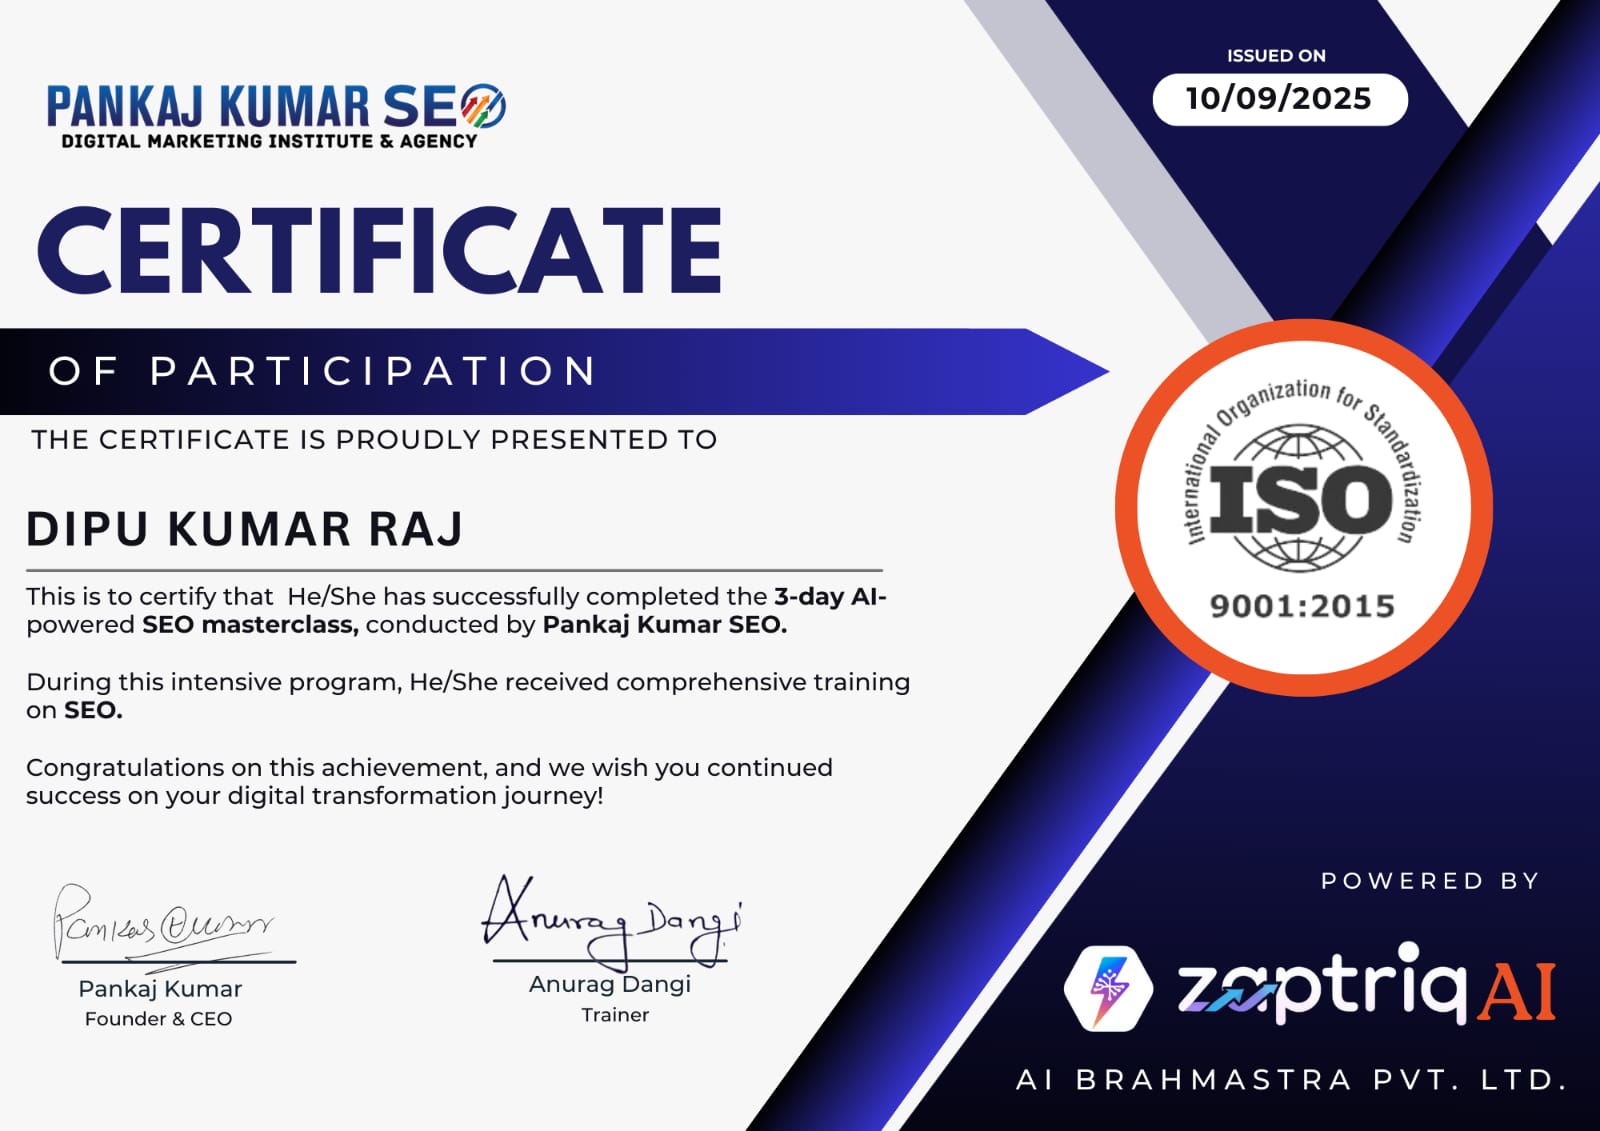 ISSUED ON
10/09/2025
PANKAJ KUMAR SEO
DIGITAL MARKETING INSTITUTE & AGENCY
CERTIFICATE
OF PARTICIPATION
THE CERTIFICATE IS PROUDLY PRESENTED TO
DIPU KUMAR RAJ
This is to certify that He/She has successfully completed the 3-day AI-
powered SEO masterclass, conducted by Pankaj Kumar SEO.
During this intensive program, He/She received comprehensive training
on SEO.
Congratulations on this achievement, and we wish you continued
success on your digital transformation journey!
International Organization for Standardization
ISO
9001:2015
Pankaj Kumar
Anurag Dangi
Pankaj Kumar
Founder & CEO
Anurag Dangi
Trainer
POWERED BY
zaptriq AI
AI BRAHMASTRA PVT. LTD.